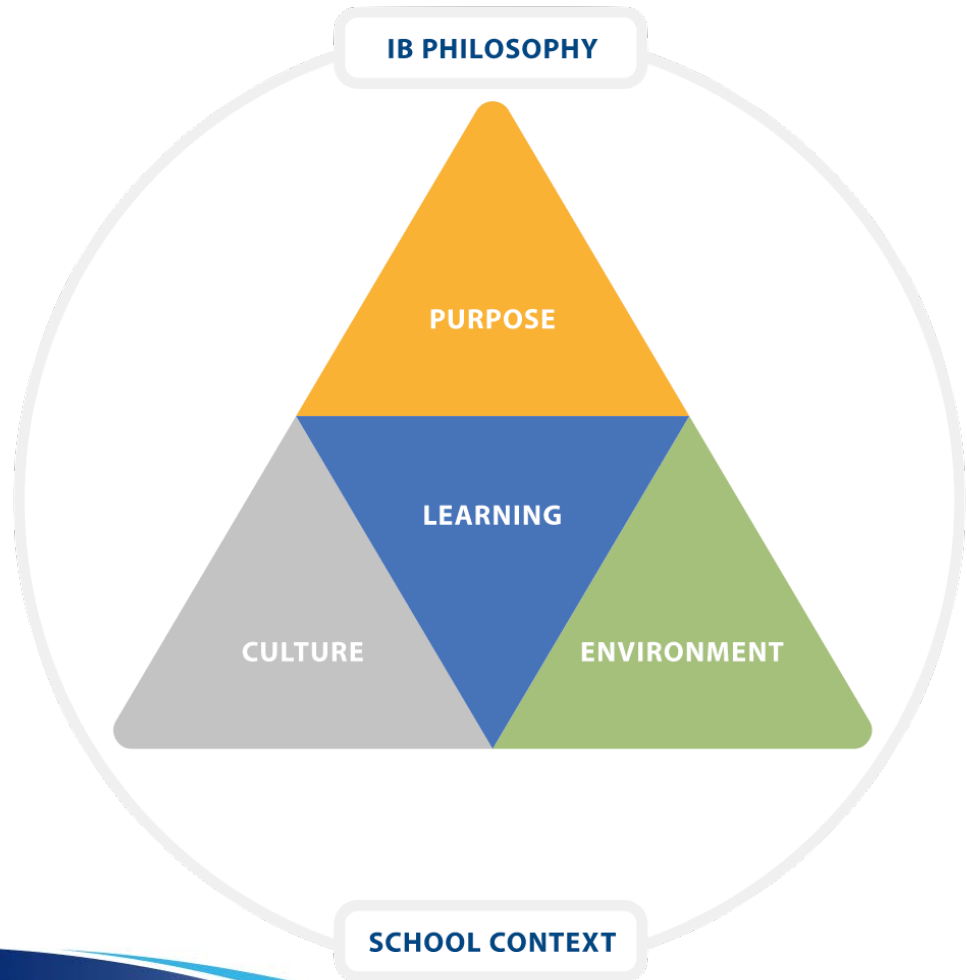 IB PHILOSOPHY
PURPOSE
LEARNING
CULTURE
ENVIRONMENT
SCHOOL CONTEXT